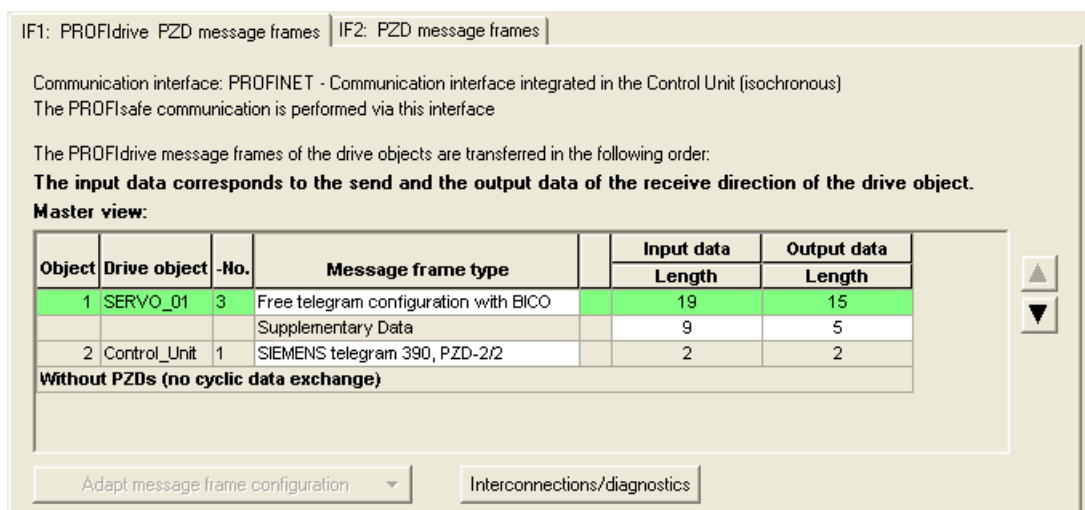 IF1: PROFIdrive PZD message frames IF2: PZD message frames
Communication interface: PROFINET - Communication interface integrated in the Control Unit (isochronous)
The PROFIsafe communication is performed via this interface
The PROFIdrive message frames of the drive objects are transferred in the following order:
The input data corresponds to the send and the output data of the receive direction of the drive object.
Master view:
Object Drive object -No. Message frame type Input data Output data
Length Length
1 SERVO_01 3 Free telegram configuration with BICO 19 15
Supplementary Data 9 5
2 Control_Unit 1 SIEMENS telegram 390, PZD-2/2 2 2
Without PZDs (no cyclic data exchange)
Adapt message frame configuration Interconnections/diagnostics